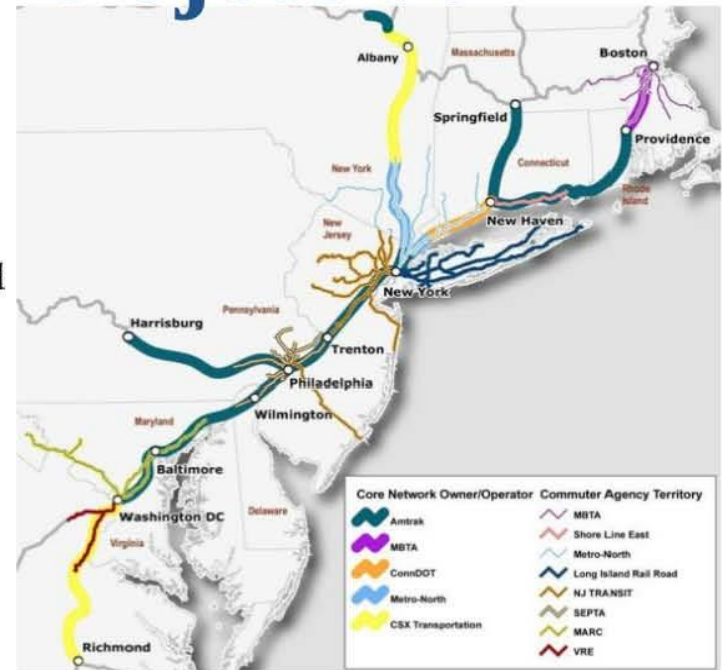 Albany
Massachusetts
Boston
Springfield
Providence
Connecticut
New York
Rhode
Island
New Haven
New
Jersey
New York
Harrisburg
Pennsylvania
Trenton
Philadelphia
Wilmington
Maryland
Baltimore
Washington DC
Delaware
Virginia
Richmond
Core Network Owner/Operator
Amtrak
MBTA
ConnDOT
Metro-North
CSX Transportation
Commuter Agency Territory
MBTA
Shore Line East
Metro-North
Long Island Rail Road
NJ TRANSIT
SEPTA
MARC
VRE